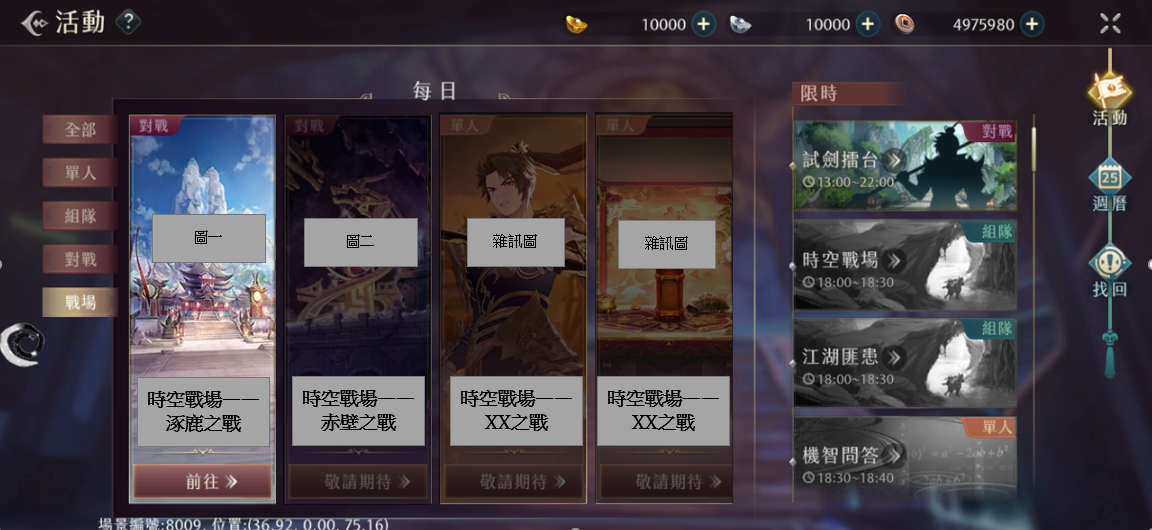 活動 ?
10000 +
10000 +
4975980 +
每日
全部
單人
組隊
對戰
戰場
對戰
圖一
時空戰場——
涿鹿之戰
前往
對戰
圖二
時空戰場——
赤壁之戰
敬請期待
單人
雜訊圖
時空戰場——
XX之戰
敬請期待
單人
雜訊圖
時空戰場——
XX之戰
敬請期待
限時
對戰
試劍擂台
13:00~22:00
組隊
時空戰場
18:00~18:30
組隊
江湖匪患
18:00~18:30
單人
機智問答
18:30~18:40
活動
25
週曆
找回
場景編號:8009, 位置:(36.92, 0.00, 75.16)